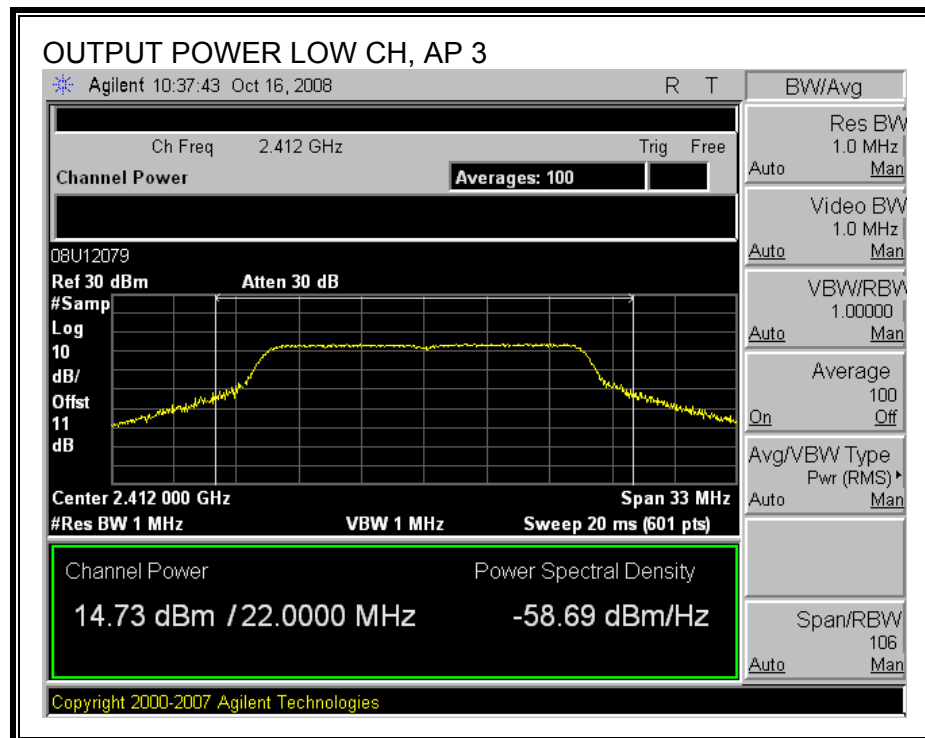 OUTPUT POWER LOW CH, AP 3
Agilent 10:37:43 Oct 16, 2008 R T
Ch Freq 2.412 GHz Trig Free
Channel Power Averages: 100
08U12079
Ref 30 dBm Atten 30 dB
#Samp
Log
10
dB/
Offst
11
dB
Center 2.412 000 GHz Span 33 MHz
#Res BW 1 MHz VBW 1 MHz Sweep 20 ms (601 pts)
Channel Power Power Spectral Density
14.73 dBm / 22.0000 MHz -58.69 dBm/Hz
Copyright 2000-2007 Agilent Technologies
BW/Avg
Res BW
1.0 MHz
Auto Man
Video BW
1.0 MHz
Auto Man
VBW/RBW
1.00000
Auto Man
Average
100
On Off
Avg/VBW Type
Pwr (RMS)
Auto Man
Span/RBW
106
Auto Man